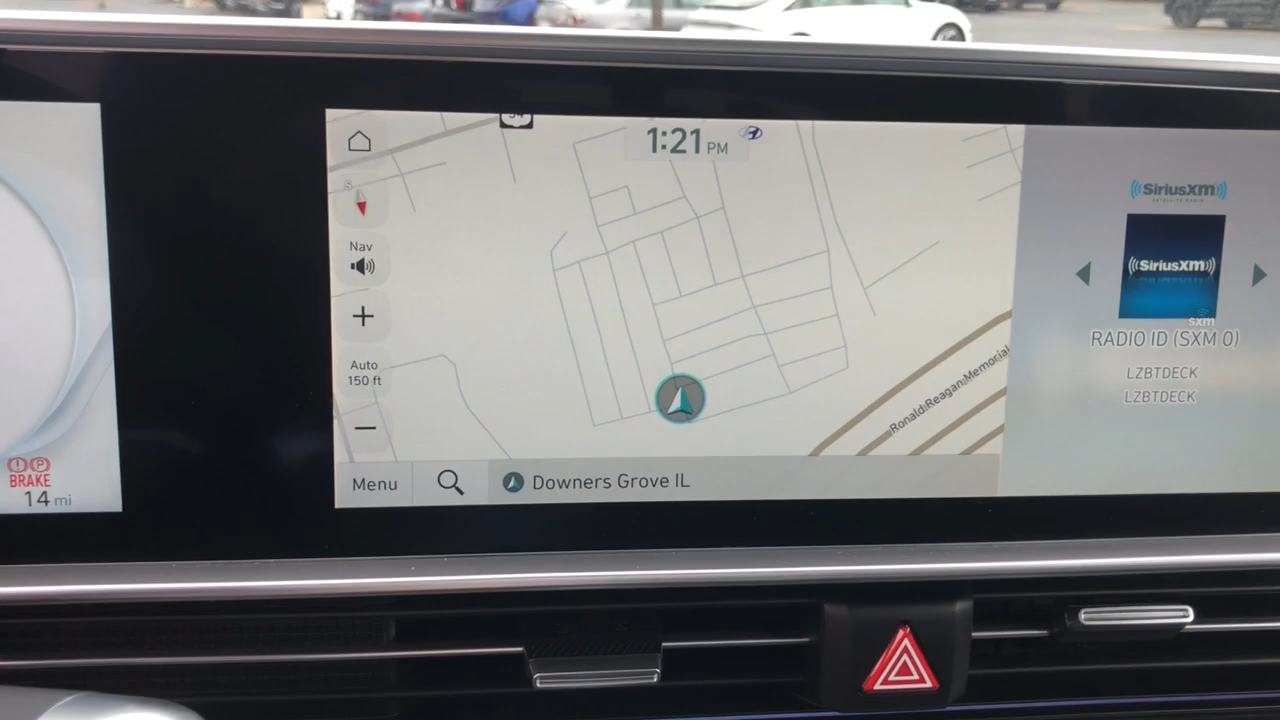 34
1:21 PM
S
Nav
Auto
150 ft
Ronald Reagan Memorial
Menu
Downers Grove IL
((SiriusXM))
SATELLITE RADIO
((SiriusXM))
sxm
RADIO ID (SXM 0)
LZBTDECK
LZBTDECK
P
BRAKE
14 mi